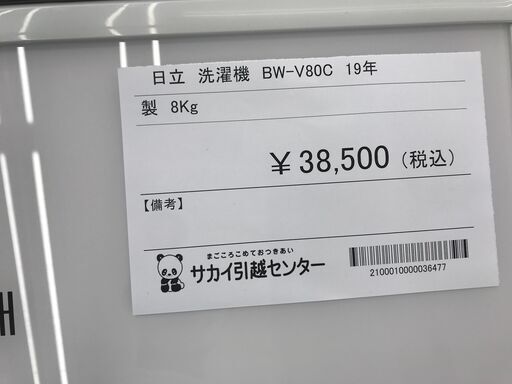 日立 洗濯機 BW-V80C 19年
製 8Kg
￥38,500（税込）
【備考】
まごころこめておつきあい
サカイ引越センター
2100010000036477
H